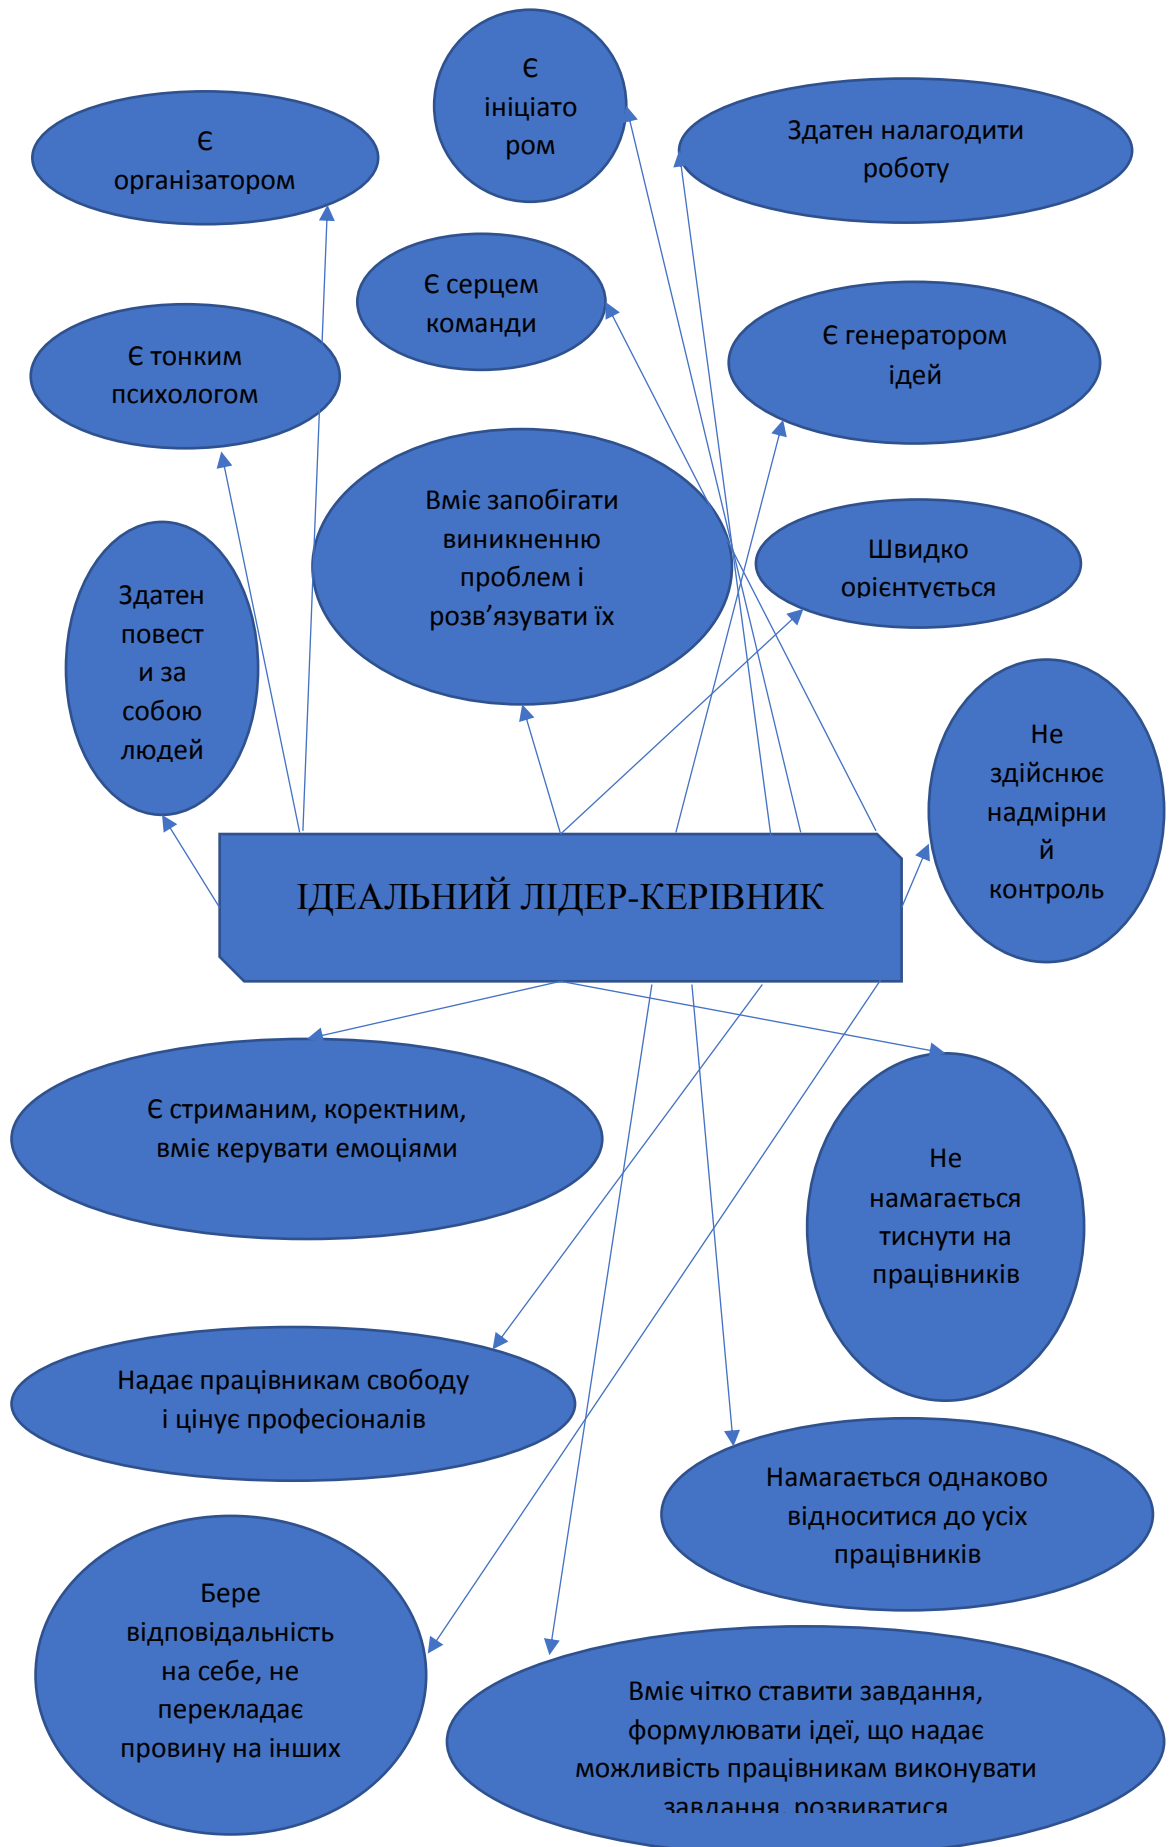 Є
ініціато
ром
Є
організатором
Здатен налагодити
роботу
Є серцем
команди
Є тонким
психологом
Є генератором
ідей
Вміє запобігати
виникненню
проблем і
розв’язувати їх
Швидко
орієнтується
Здатен
повест
и за
собою
людей
Не
здійснює
надмірни
й
контроль
ІДЕАЛЬНИЙ ЛІДЕР-КЕРІВНИК
Є стриманим, коректним,
вміє керувати емоціями
Не
намагається
тиснути на
працівників
Надає працівникам свободу
і цінує професіоналів
Намагається однаково
відноситися до усіх
працівників
Бере
відповідальність
на себе, не
перекладає
провину на інших
Вміє чітко ставити завдання,
формулювати ідеї, що надає
можливість працівникам виконувати
завдання, розвиватися